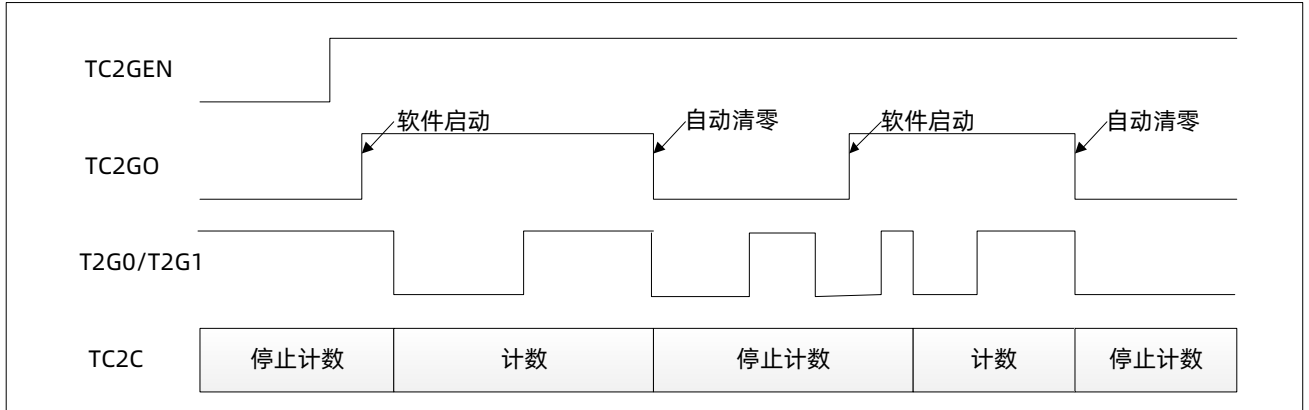 TC2GEN
软件启动 自动清零 软件启动 自动清零
TC2GO
T2G0/T2G1
TC2C 停止计数 计数 停止计数 计数 停止计数